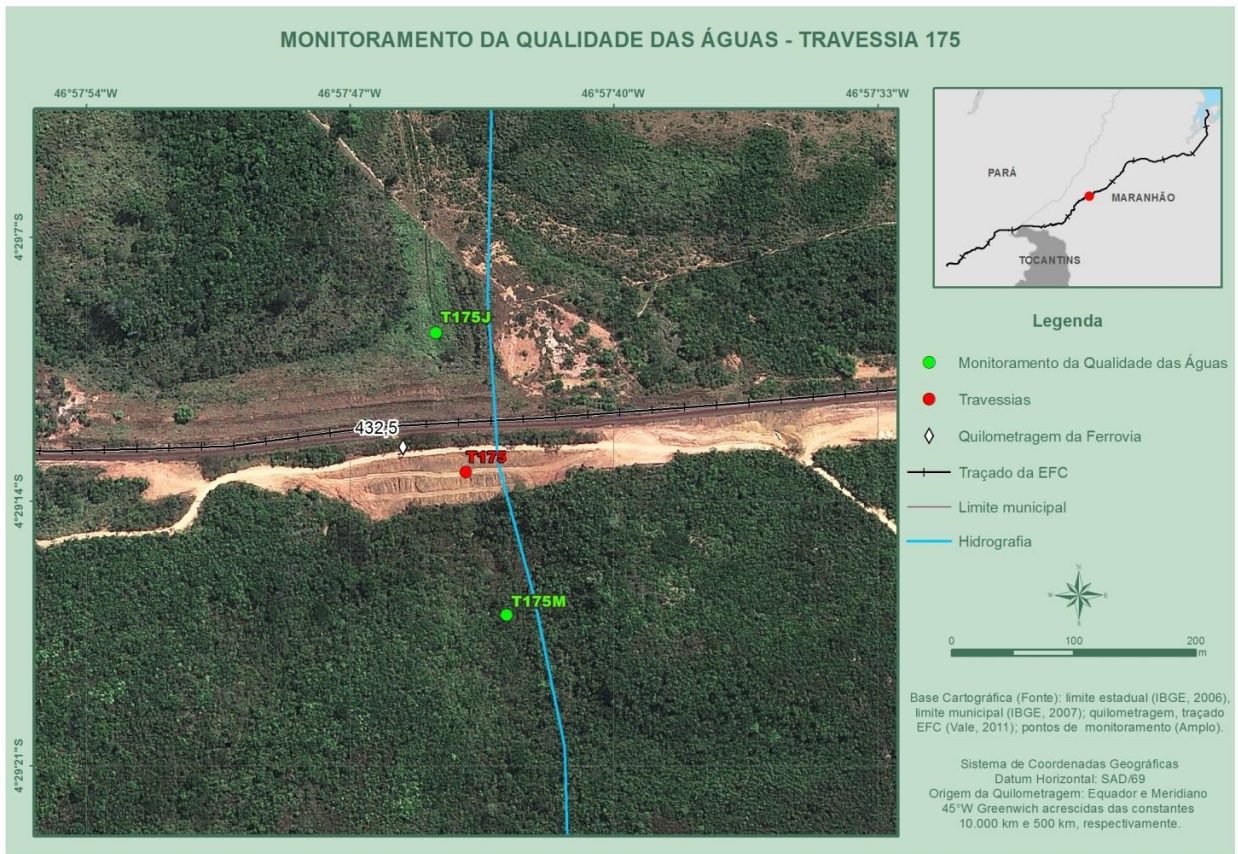 MONITORAMENTO DA QUALIDADE DAS ÁGUAS - TRAVESSIA 175
46°57'54"W
46°57'47"W
46°57'40"W
46°57'33"W
4°29'7"S
4°29'14"S
4°29'21"S
T175J
432,5
T175
T175M
PARÁ
MARANHÃO
TOCANTINS
Legenda
Monitoramento da Qualidade das Águas
Travessias
Quilometragem da Ferrovia
Traçado da EFC
Limite municipal
Hidrografia
N
W
E
S
0 100 200
m
Base Cartográfica (Fonte): limite estadual (IBGE, 2006),
limite municipal (IBGE, 2007); quilometragem, traçado
EFC (Vale, 2011); pontos de monitoramento (Amplo).
Sistema de Coordenadas Geográficas
Datum Horizontal: SAD/69
Origem da Quilometragem: Equador e Meridiano
45°W Greenwich acrescidas das constantes
10.000 km e 500 km, respectivamente.